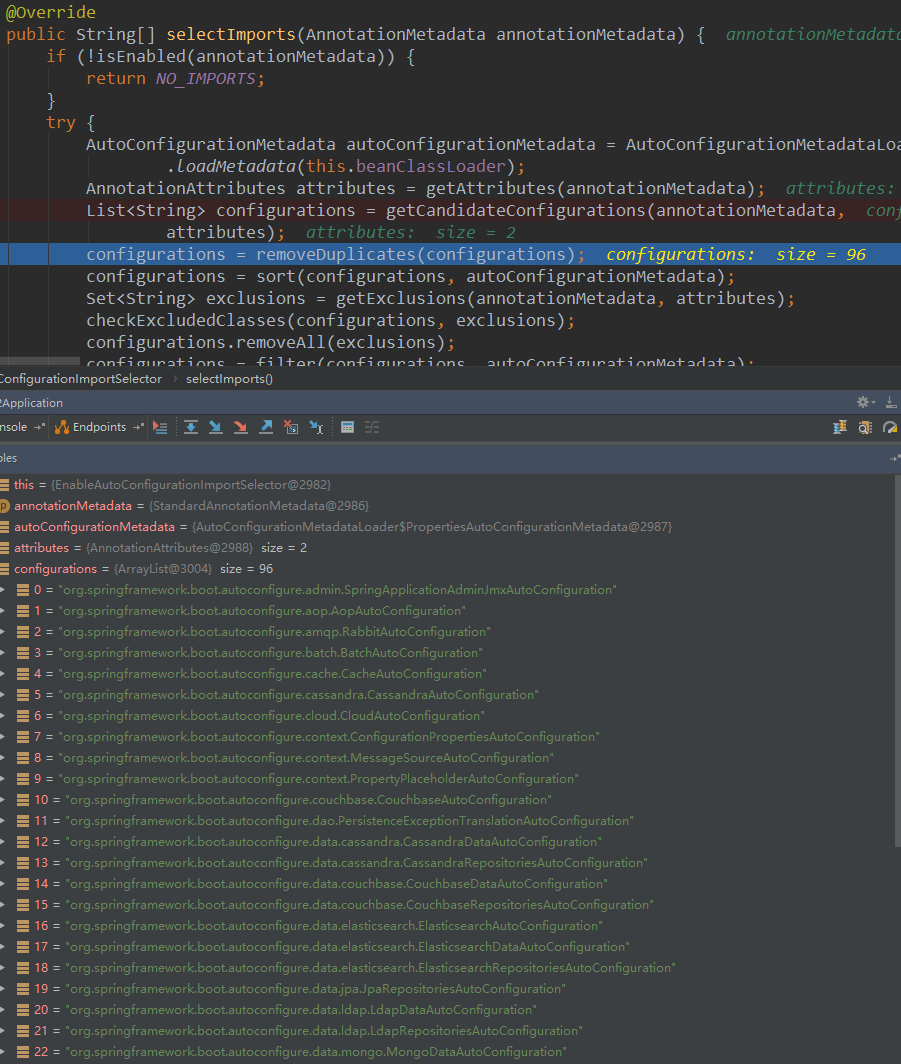 @Override
public String[] selectImports(AnnotationMetadata annotationMetadata) { annotationMetadata
if (!isEnabled(annotationMetadata)) {
return NO_IMPORTS;
}
try {
AutoConfigurationMetadata autoConfigurationMetadata = AutoConfigurationMetadataLoa
.loadMetadata(this.beanClassLoader);
AnnotationAttributes attributes = getAttributes(annotationMetadata); attributes:
List<String> configurations = getCandidateConfigurations(annotationMetadata, conf
attributes); attributes: size = 2
configurations = removeDuplicates(configurations); configurations: size = 96
configurations = sort(configurations, autoConfigurationMetadata);
Set<String> exclusions = getExclusions(annotationMetadata, attributes);
checkExcludedClasses(configurations, exclusions);
configurations.removeAll(exclusions);
configurations = filter(configurations, autoConfigurationMetadata);
ConfigurationImportSelector › selectImports()
2Application
nsole →* Endpoints →*
bles
this = {EnableAutoConfigurationImportSelector@2982}
p annotationMetadata = {StandardAnnotationMetadata@2986}
autoConfigurationMetadata = {AutoConfigurationMetadataLoader$PropertiesAutoConfigurationMetadata@2987}
attributes = {AnnotationAttributes@2988} size = 2
configurations = {ArrayList@3004} size = 96
0 = "org.springframework.boot.autoconfigure.admin.SpringApplicationAdminJmxAutoConfiguration"
1 = "org.springframework.boot.autoconfigure.aop.AopAutoConfiguration"
2 = "org.springframework.boot.autoconfigure.amqp.RabbitAutoConfiguration"
3 = "org.springframework.boot.autoconfigure.batch.BatchAutoConfiguration"
4 = "org.springframework.boot.autoconfigure.cache.CacheAutoConfiguration"
5 = "org.springframework.boot.autoconfigure.cassandra.CassandraAutoConfiguration"
6 = "org.springframework.boot.autoconfigure.cloud.CloudAutoConfiguration"
7 = "org.springframework.boot.autoconfigure.context.ConfigurationPropertiesAutoConfiguration"
8 = "org.springframework.boot.autoconfigure.context.MessageSourceAutoConfiguration"
9 = "org.springframework.boot.autoconfigure.context.PropertyPlaceholderAutoConfiguration"
10 = "org.springframework.boot.autoconfigure.couchbase.CouchbaseAutoConfiguration"
11 = "org.springframework.boot.autoconfigure.dao.PersistenceExceptionTranslationAutoConfiguration"
12 = "org.springframework.boot.autoconfigure.data.cassandra.CassandraDataAutoConfiguration"
13 = "org.springframework.boot.autoconfigure.data.cassandra.CassandraRepositoriesAutoConfiguration"
14 = "org.springframework.boot.autoconfigure.data.couchbase.CouchbaseDataAutoConfiguration"
15 = "org.springframework.boot.autoconfigure.data.couchbase.CouchbaseRepositoriesAutoConfiguration"
16 = "org.springframework.boot.autoconfigure.data.elasticsearch.ElasticsearchAutoConfiguration"
17 = "org.springframework.boot.autoconfigure.data.elasticsearch.ElasticsearchDataAutoConfiguration"
18 = "org.springframework.boot.autoconfigure.data.elasticsearch.ElasticsearchRepositoriesAutoConfiguration"
19 = "org.springframework.boot.autoconfigure.data.jpa.JpaRepositoriesAutoConfiguration"
20 = "org.springframework.boot.autoconfigure.data.ldap.LdapDataAutoConfiguration"
21 = "org.springframework.boot.autoconfigure.data.ldap.LdapRepositoriesAutoConfiguration"
22 = "org.springframework.boot.autoconfigure.data.mongo.MongoDataAutoConfiguration"